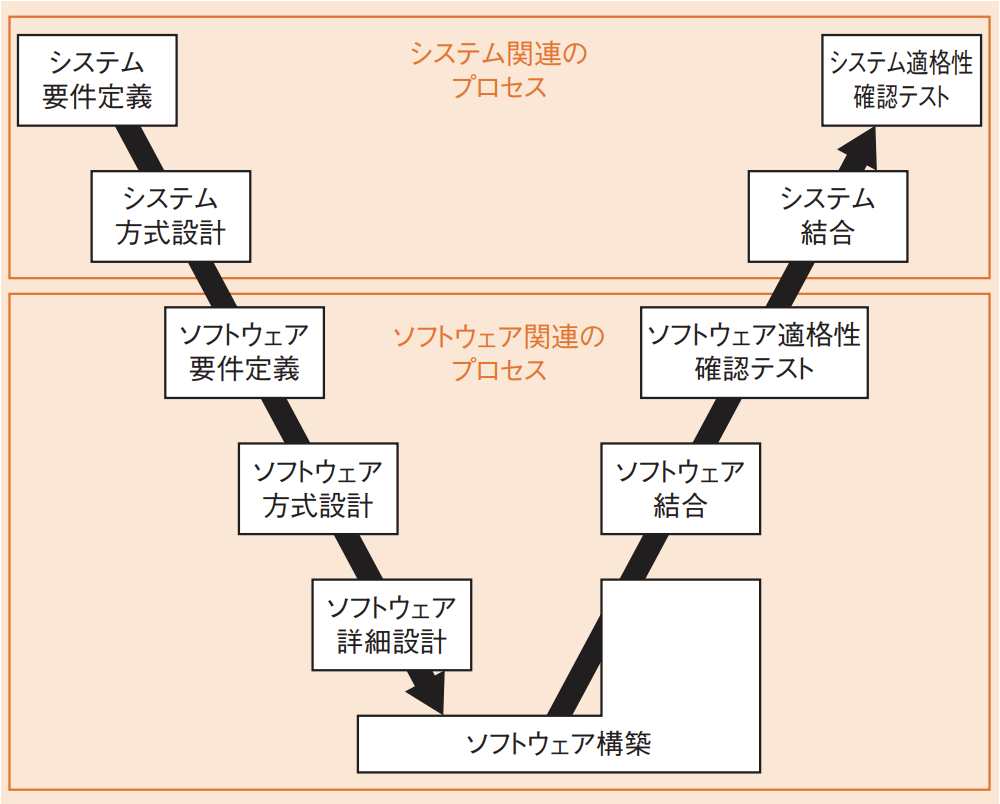 システム
要件定義
システム関連の
プロセス
システム適格性
確認テスト
システム
方式設計
システム
結合
ソフトウェア
要件定義
ソフトウェア関連の
プロセス
ソフトウェア適格性
確認テスト
ソフトウェア
方式設計
ソフトウェア
結合
ソフトウェア
詳細設計
ソフトウェア構築